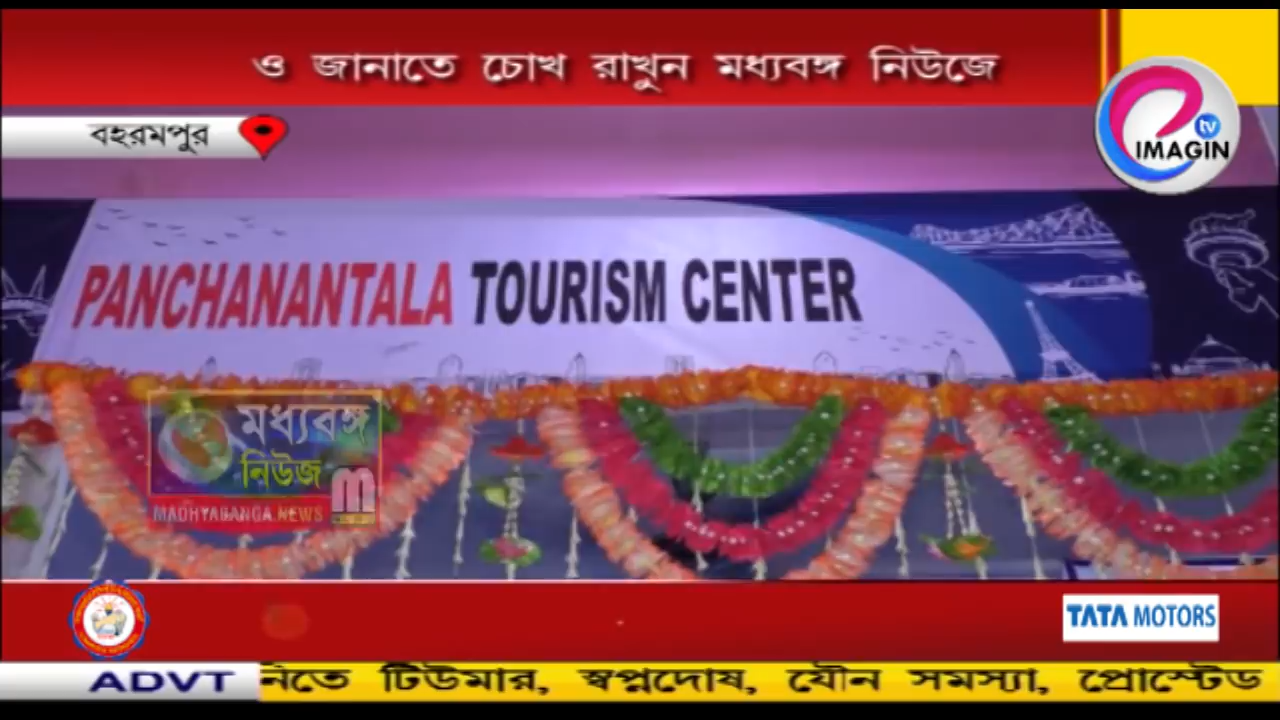 ও জানাতে চোখ রাখুন মধ্যবঙ্গ নিউজে
বহরমপুর
tv
IMAGIN
PANCHANANTALA TOURISM CENTER
মধ্যবঙ্গ
নিউজ
MADHYABANGA.NEWS
TATA MOTORS
ADVT
নিতে টিউমার, স্বপ্নদোষ, যৌন সমস্যা, প্রোস্টেড